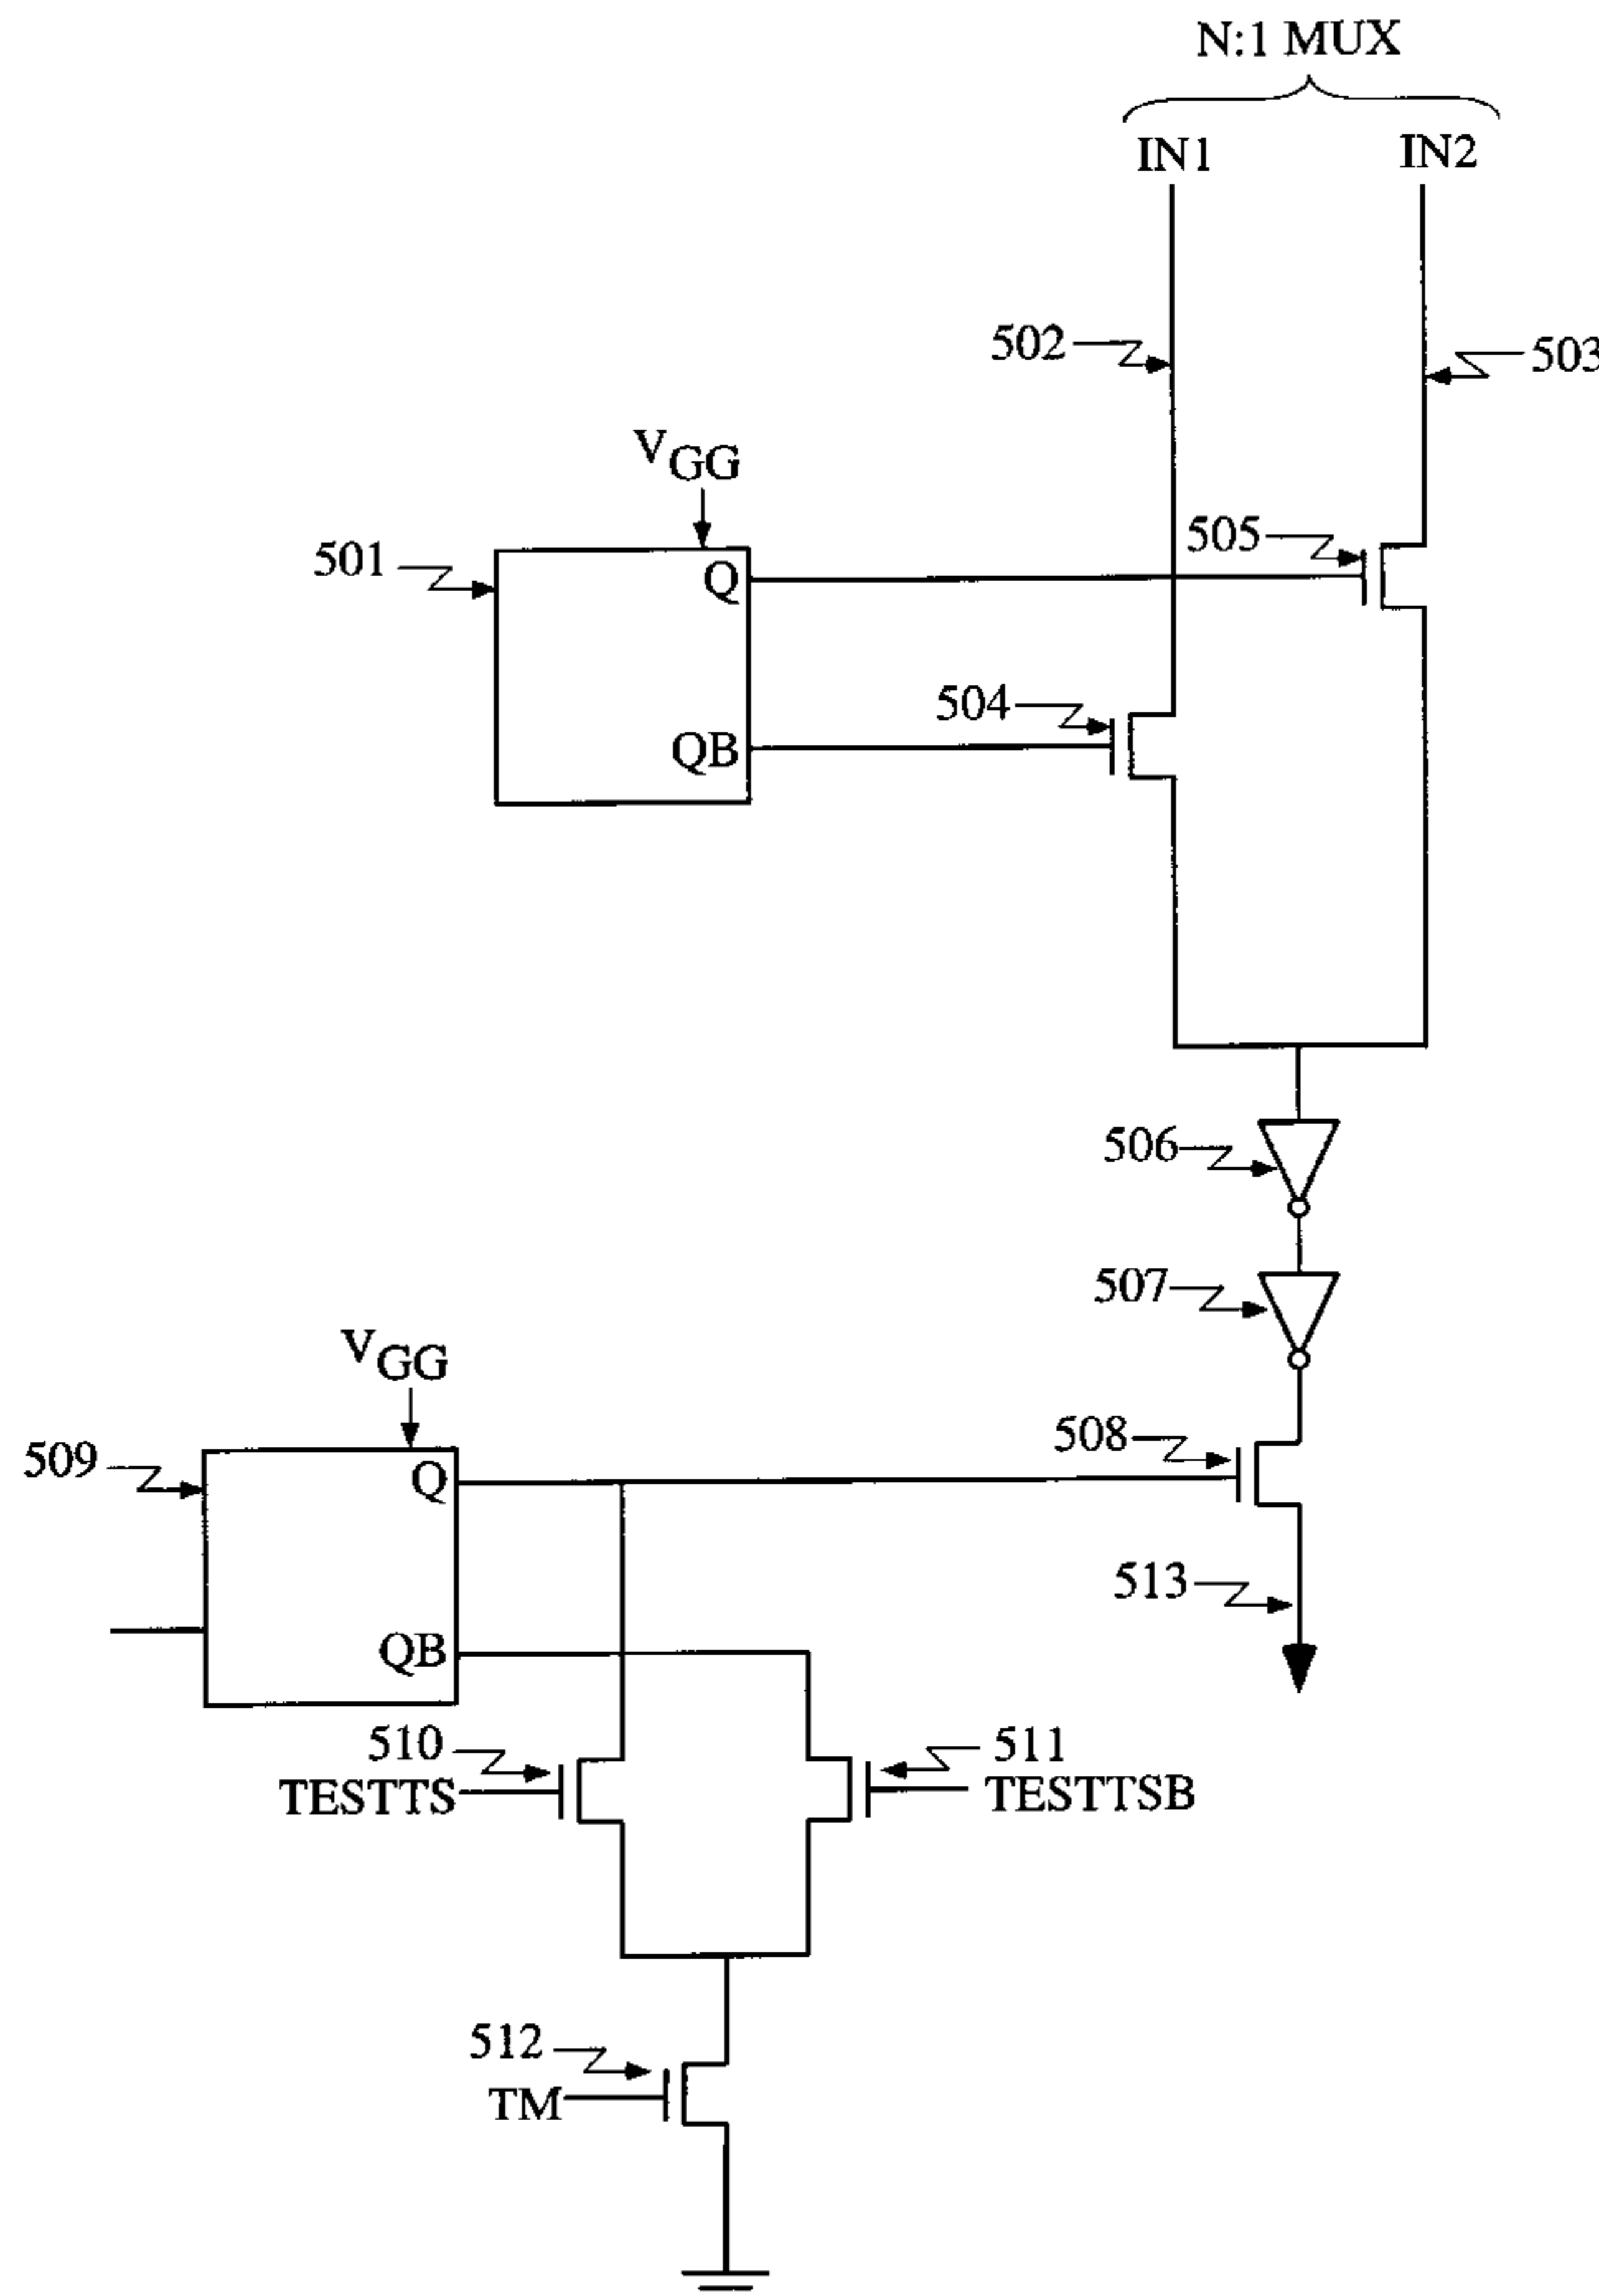 N:1 MUX
IN1
IN2
502
503
VGG
501
Q
505
504
QB
506
507
VGG
508
509
Q
513
QB
510
511
TESTTS
TESTTSB
512
TM